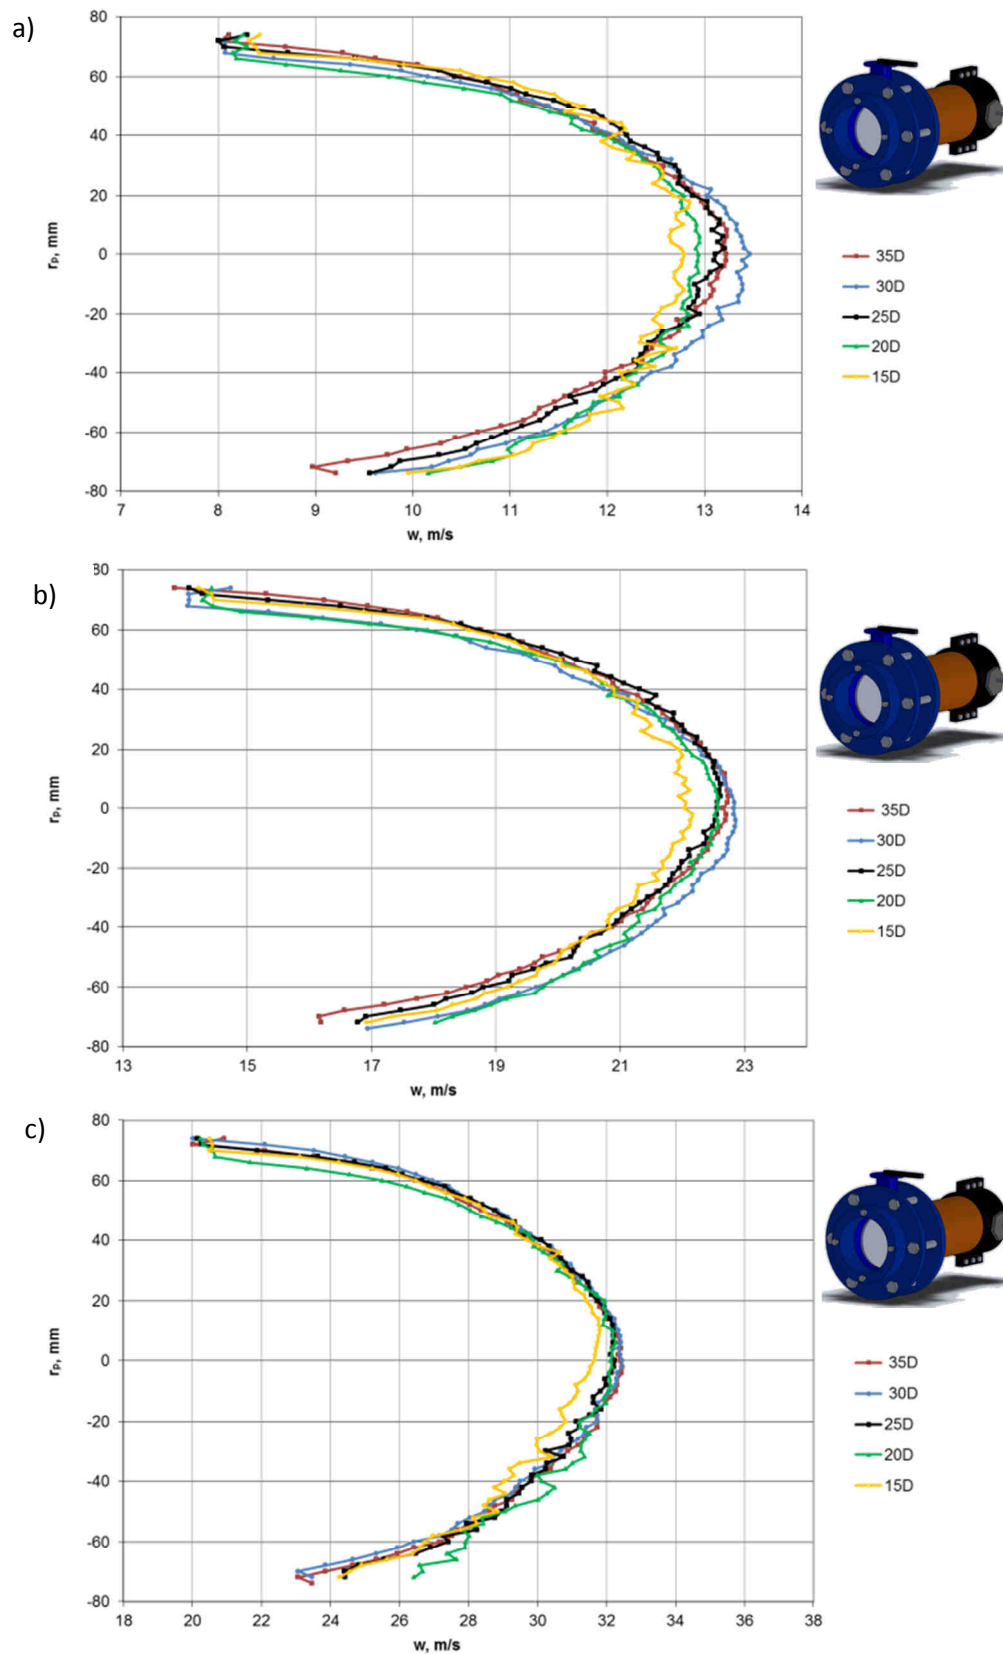 a)
80
60
40
20
0
-20
-40
-60
-80
rₚ, mm
7 8 9 10 11 12 13 14
w, m/s
35D
30D
25D
20D
15D
b)
80
60
40
20
0
-20
-40
-60
-80
rₚ, mm
13 15 17 19 21 23
w, m/s
35D
30D
25D
20D
15D
c)
80
60
40
20
0
-20
-40
-60
-80
rₚ, mm
18 20 22 24 26 28 30 32 34 36 38
w, m/s
35D
30D
25D
20D
15D